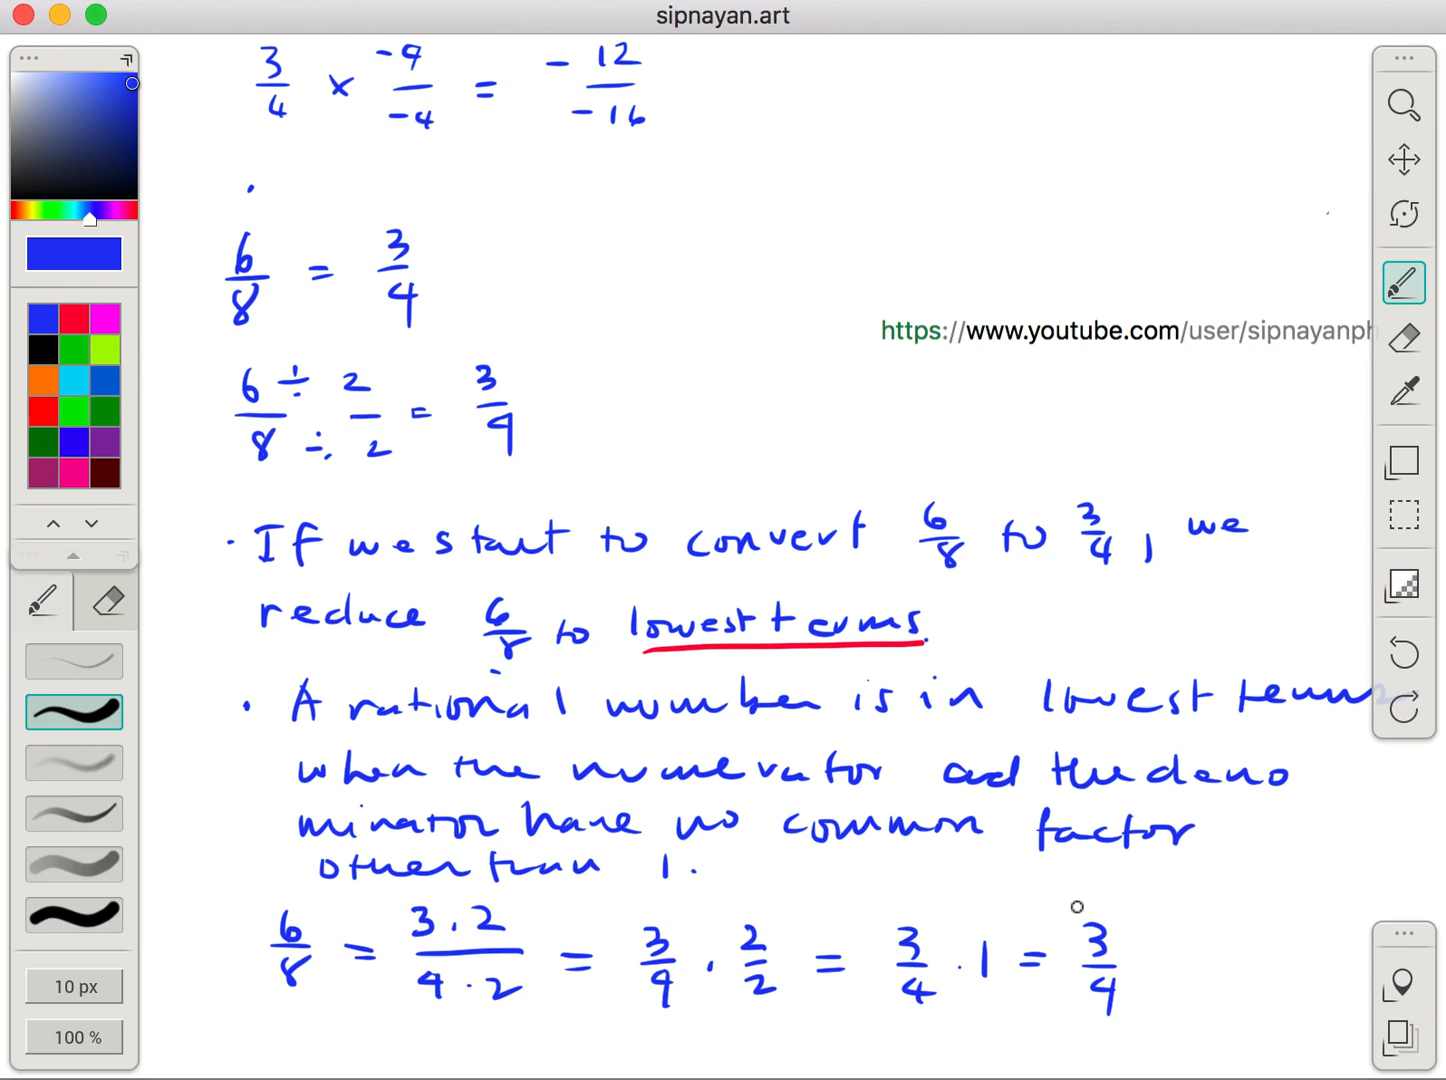 sipnayan.art
3/4 × -4/-4 = -12/-16
6/8 = 3/4
https://www.youtube.com/user/sipnayanph
6/8 ÷ 2/2 = 3/4
· If we start to convert 6/8 to 3/4, we
reduce 6/8 to lowest terms.
· A rational number is in lowest terms
when the numerator and the deno
minator have no common factor
other than 1.
6/8 = 3·2/4·2 = 3/4 · 2/2 = 3/4 · 1 = 3/4
10 px
100 %